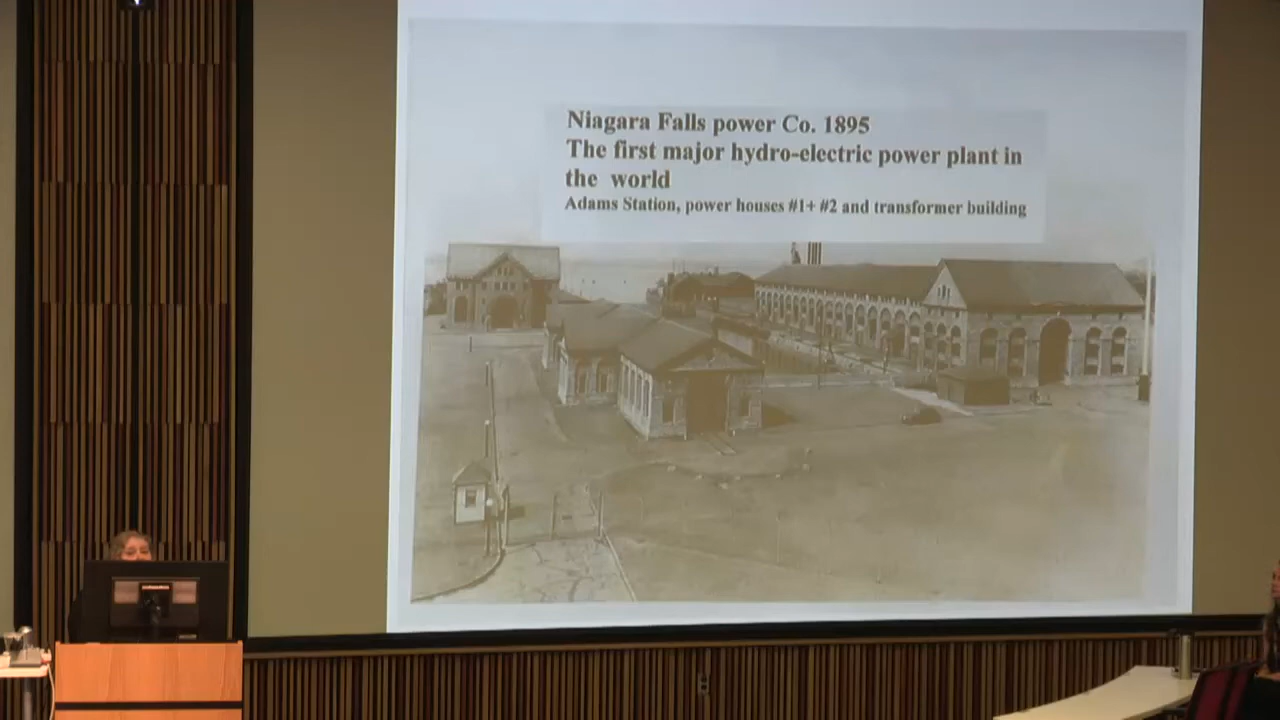 Niagara Falls power Co. 1895
The first major hydro-electric power plant in
the world
Adams Station, power houses #1+ #2 and transformer building